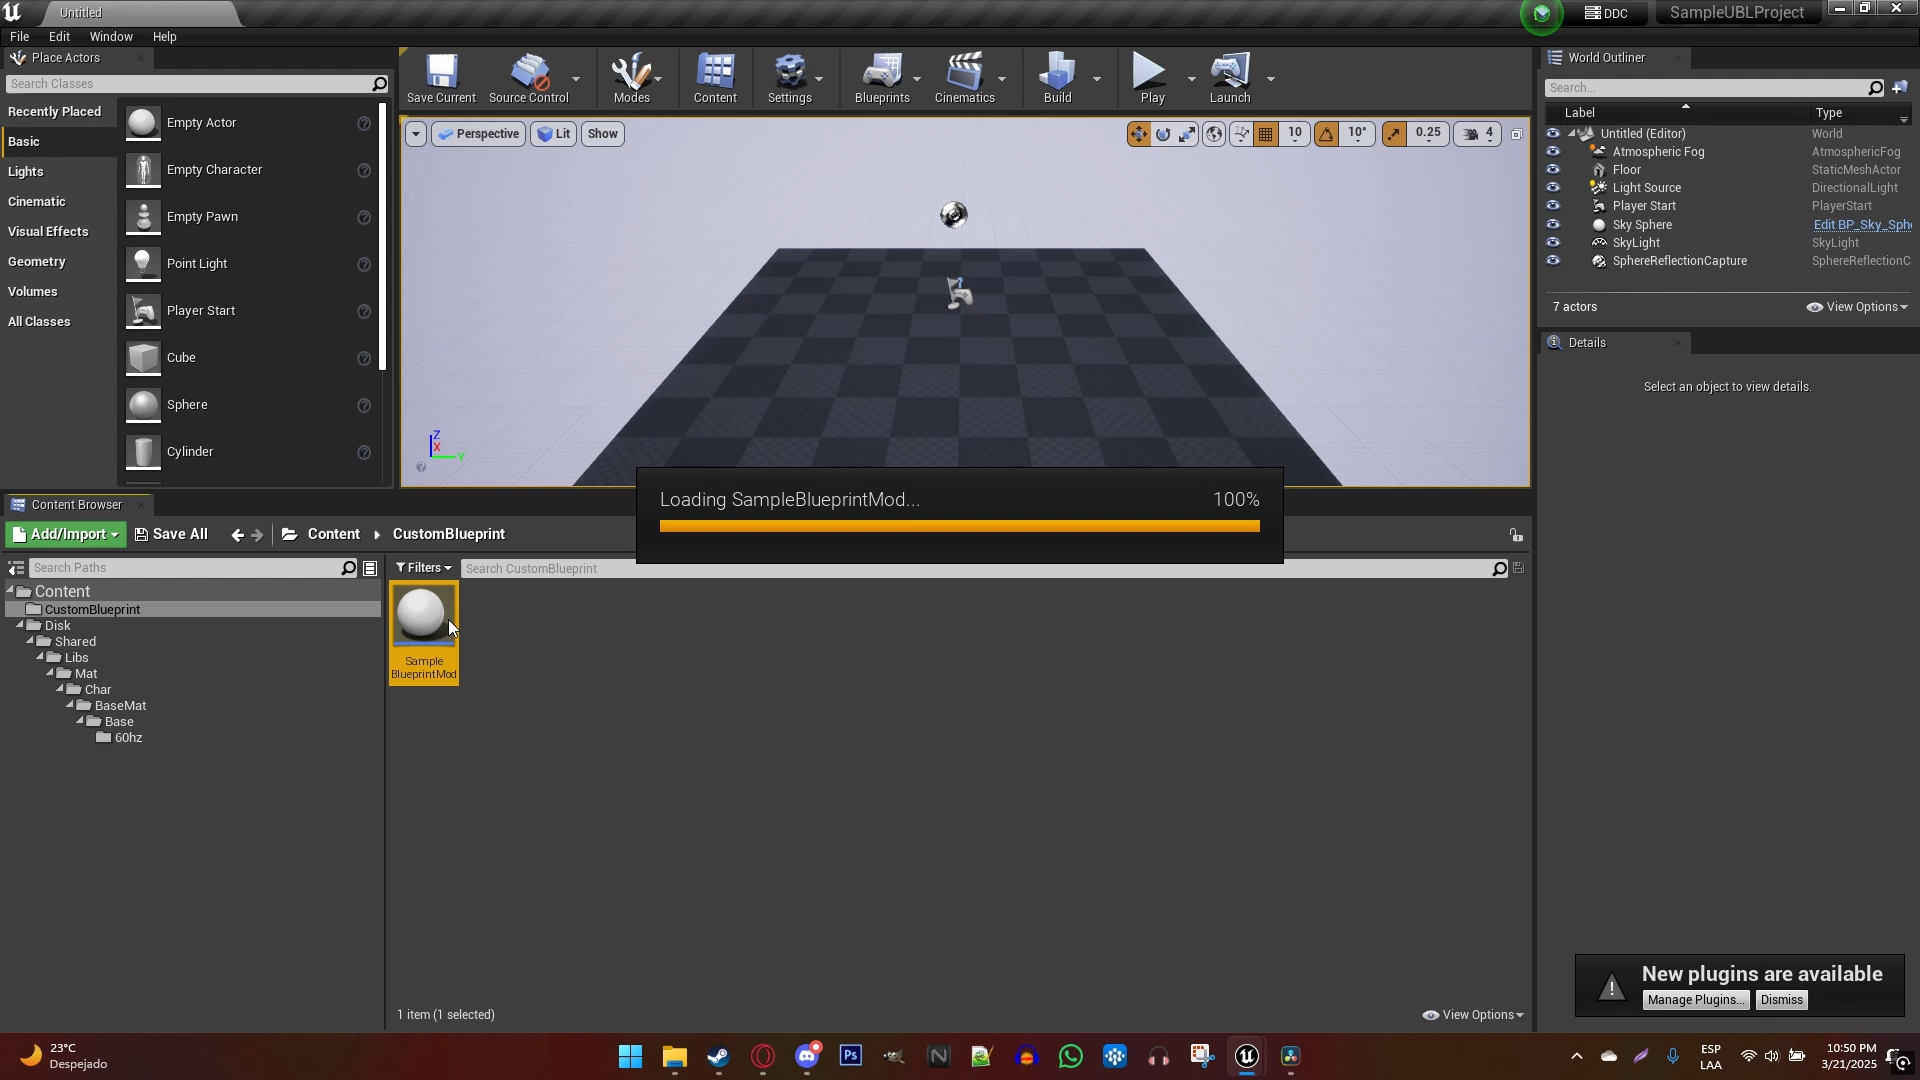 Untitled
DDC
SampleUBLProject
File Edit Window Help
Place Actors
Search Classes
Recently Placed
Basic
Lights
Cinematic
Visual Effects
Geometry
Volumes
All Classes
Empty Actor
Empty Character
Empty Pawn
Point Light
Player Start
Cube
Sphere
Cylinder
Save Current
Source Control
Modes
Content
Settings
Blueprints
Cinematics
Build
Play
Launch
Perspective
Lit
Show
10
10°
0.25
4
Z
X
Y
World Outliner
Search...
Label Type
Untitled (Editor) World
Atmospheric Fog AtmosphericFog
Floor StaticMeshActor
Light Source DirectionalLight
Player Start PlayerStart
Sky Sphere Edit BP_Sky_Sph
SkyLight SkyLight
SphereReflectionCapture SphereReflectionC
7 actors
View Options
Details
Select an object to view details.
Loading SampleBlueprintMod... 100%
Content Browser
Add/Import
Save All
Content
CustomBlueprint
Search Paths
Filters
Search CustomBlueprint
Content
CustomBlueprint
Disk
Shared
Libs
Mat
Char
BaseMat
Base
60hz
Sample
BlueprintMod
1 item (1 selected)
View Options
New plugins are available
Manage Plugins...
Dismiss
23°C
Despejado
Ps
N
ESP
LAA
10:50 PM
3/21/2025